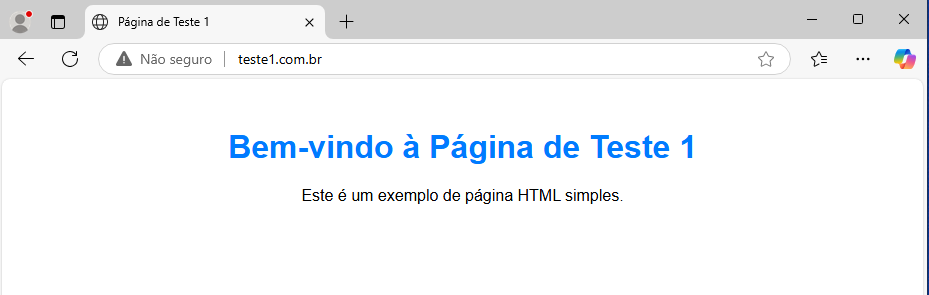 Página de Teste 1
Não seguro
teste1.com.br
Bem-vindo à Página de Teste 1
Este é um exemplo de página HTML simples.